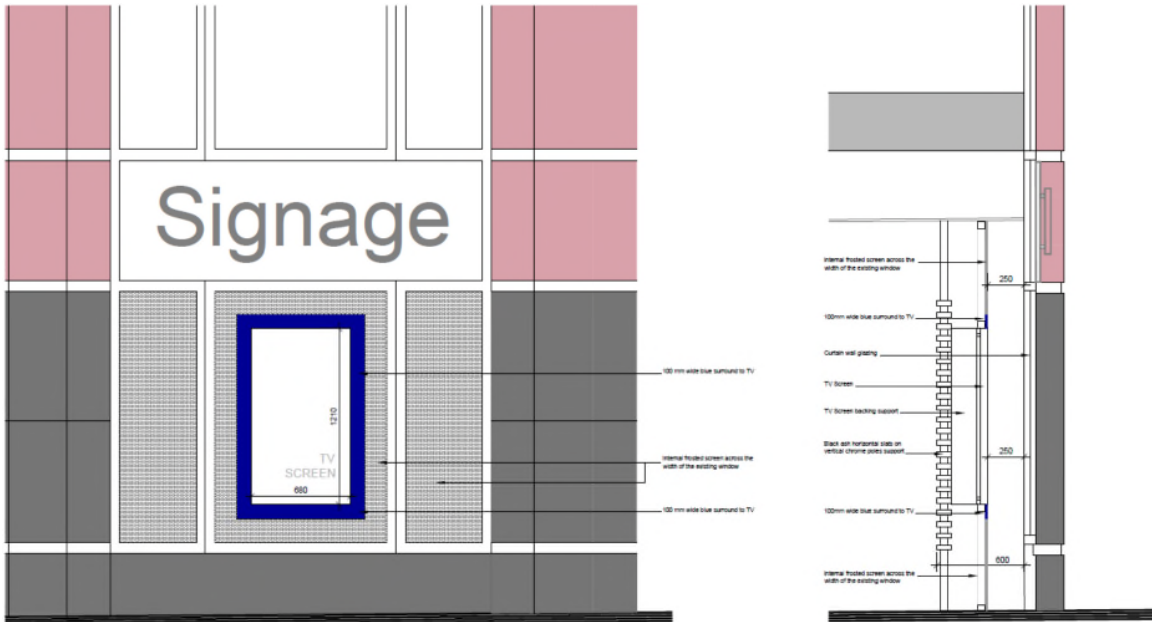 Signage
100 mm wide blue surround to TV
1210
TV
SCREEN
680
Internal frosted screen across the
width of the existing window
100 mm wide blue surround to TV
Internal frosted screen across the
width of the existing window
250
100mm wide blue surround to TV
Curtain wall glazing
TV Screen
TV Screen backing support
Black ash horizontal slats on
vertical chrome poles support
250
100mm wide blue surround to TV
600
Internal frosted screen across the
width of the existing window